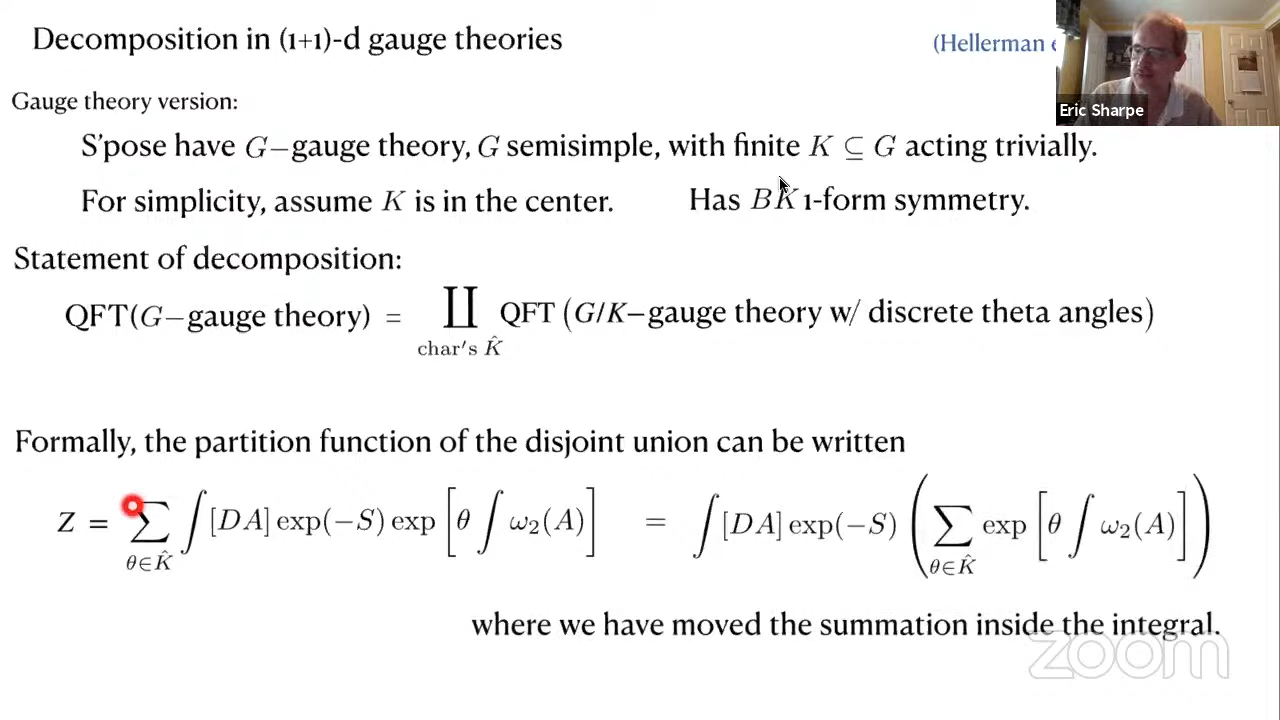 Decomposition in (1+1)-d gauge theories
(Hellerman e
Eric Sharpe
Gauge theory version:
S'pose have G−gauge theory, G semisimple, with finite K ⊆ G acting trivially.
For simplicity, assume K is in the center. Has BK 1-form symmetry.
Statement of decomposition:
QFT(G−gauge theory) = ∐ QFT (G/K−gauge theory w/ discrete theta angles)
char's K̂
Formally, the partition function of the disjoint union can be written
Z = ∑ ∫ [DA] exp(−S) exp [θ ∫ ω₂(A)] = ∫ [DA] exp(−S) (∑ exp [θ ∫ ω₂(A)])
θ∈K̂ θ∈K̂
where we have moved the summation inside the integral.
zoom